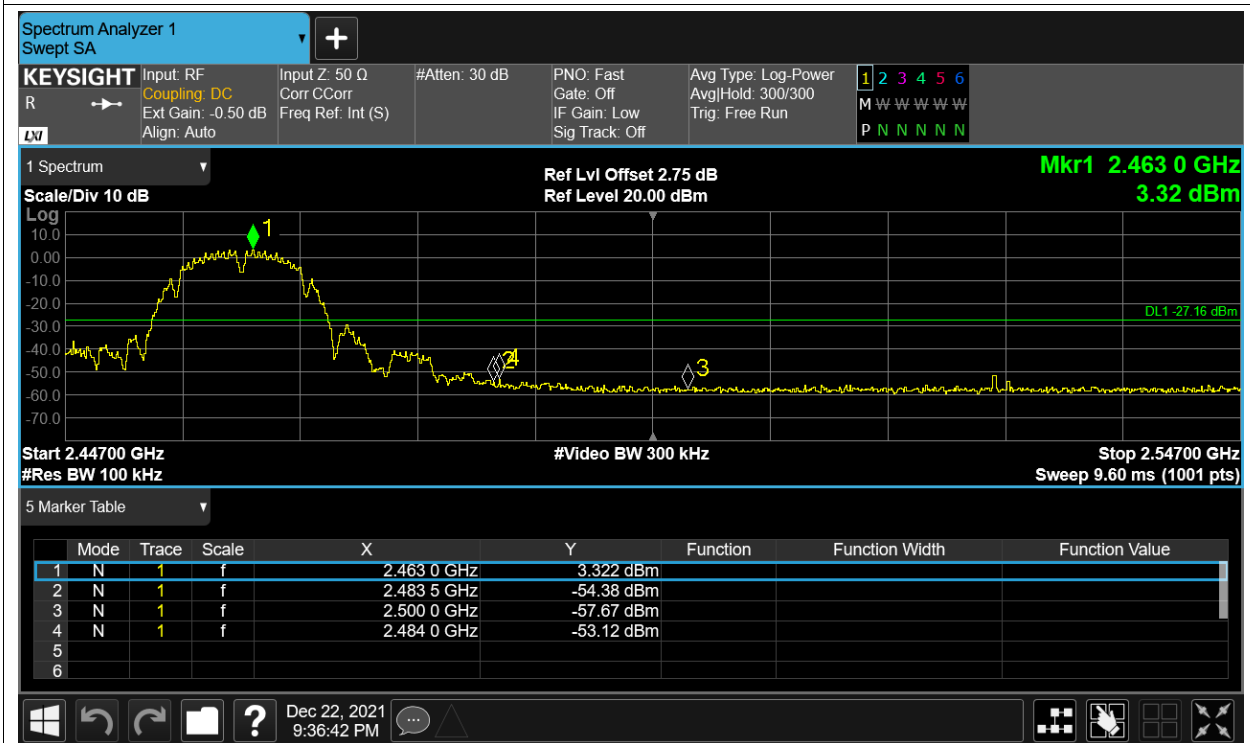 Spectrum Analyzer 1
Swept SA
KEYSIGHT Input: RF Input Z: 50 Ω #Atten: 30 dB PNO: Fast Avg Type: Log-Power 1 2 3 4 5 6
R Coupling: DC Corr CCorr Gate: Off Avg|Hold: 300/300 M W W W W W
Ext Gain: -0.50 dB Freq Ref: Int (S) IF Gain: Low Trig: Free Run
LXI Align: Auto Sig Track: Off P N N N N N
1 Spectrum Ref Lvl Offset 2.75 dB Mkr1 2.463 0 GHz
Scale/Div 10 dB Ref Level 20.00 dBm 3.32 dBm
Log
10.0
0.00
-10.0
-20.0
-30.0
-40.0
-50.0
-60.0
-70.0
1
DL1 -27.16 dBm
2 4
3
Start 2.44700 GHz #Video BW 300 kHz Stop 2.54700 GHz
#Res BW 100 kHz Sweep 9.60 ms (1001 pts)
5 Marker Table
Mode Trace Scale X Y Function Function Width Function Value
1 N 1 f 2.463 0 GHz 3.322 dBm
2 N 1 f 2.483 5 GHz -54.38 dBm
3 N 1 f 2.500 0 GHz -57.67 dBm
4 N 1 f 2.484 0 GHz -53.12 dBm
5
6
? Dec 22, 2021
9:36:42 PM